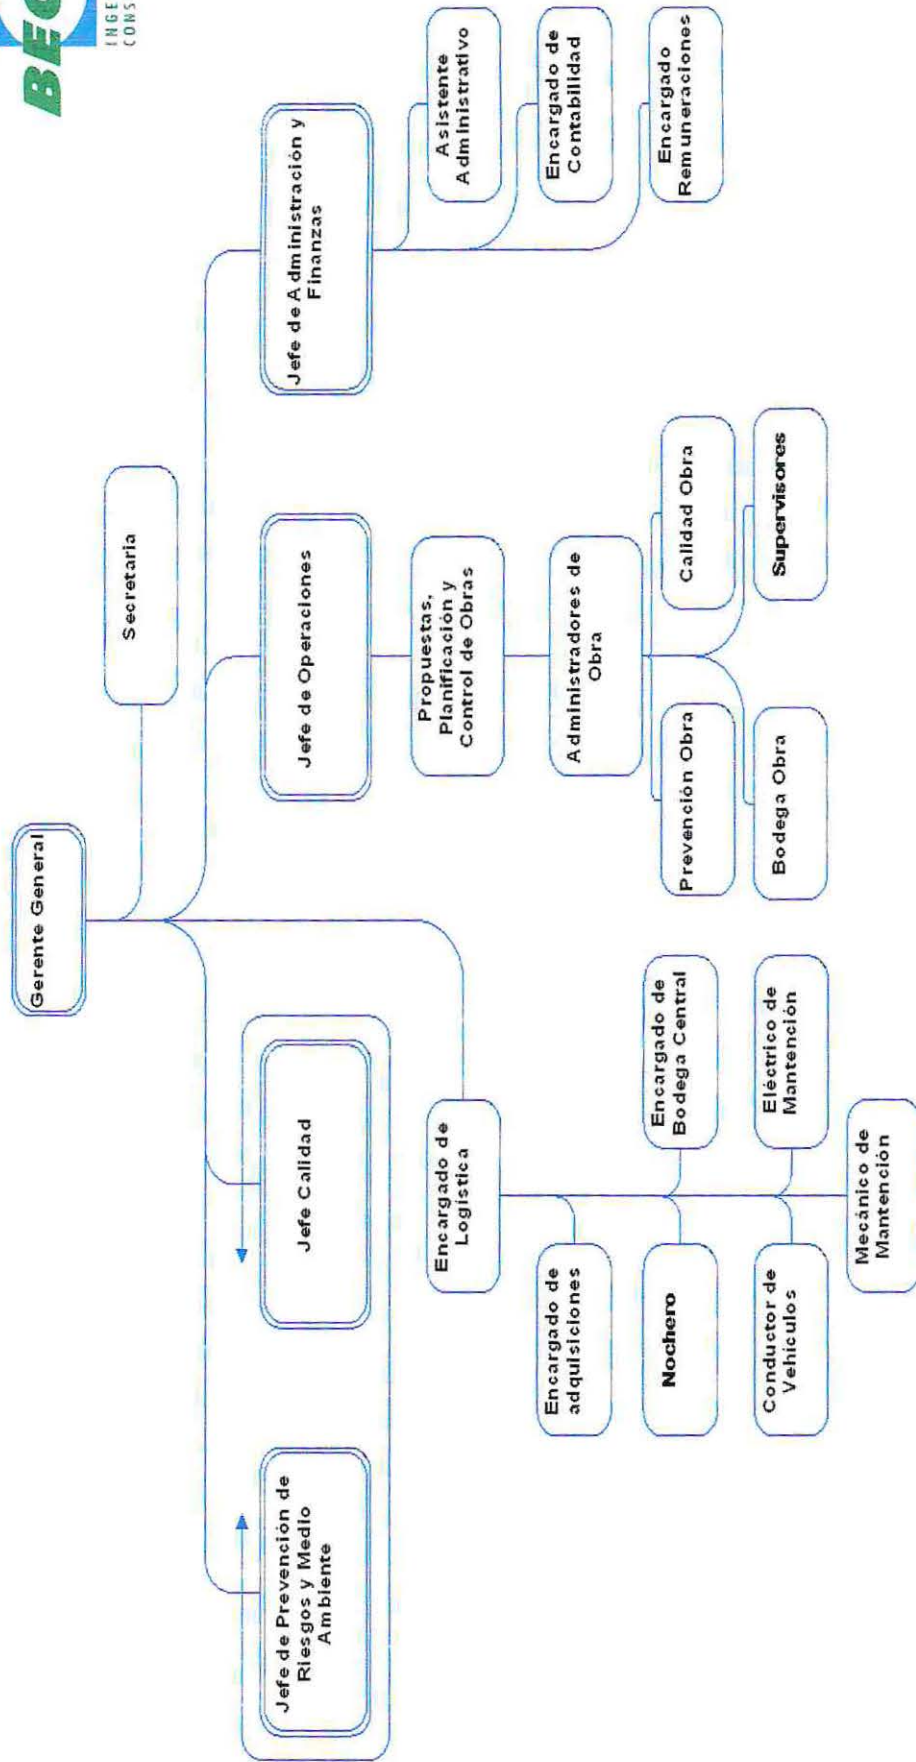 Gerente General
Secretaria
Jefe de Prevención de
Riesgos y Medio
Ambiente
Jefe Calidad
Jefe de Operaciones
Jefe de Administración y
Finanzas
Encargado de
Logística
Propuestas,
Planificación y
Control de Obras
Asistente
Administrativo
Encargado de
adquisiciones
Administradores de
Obra
Encargado de
Contabilidad
Nochero
Encargado de
Bodega Central
Prevención Obra
Calidad Obra
Encargado
Remuneraciones
Conductor de
Vehículos
Eléctrico de
Mantención
Bodega Obra
Supervisores
Mecánico de
Mantención